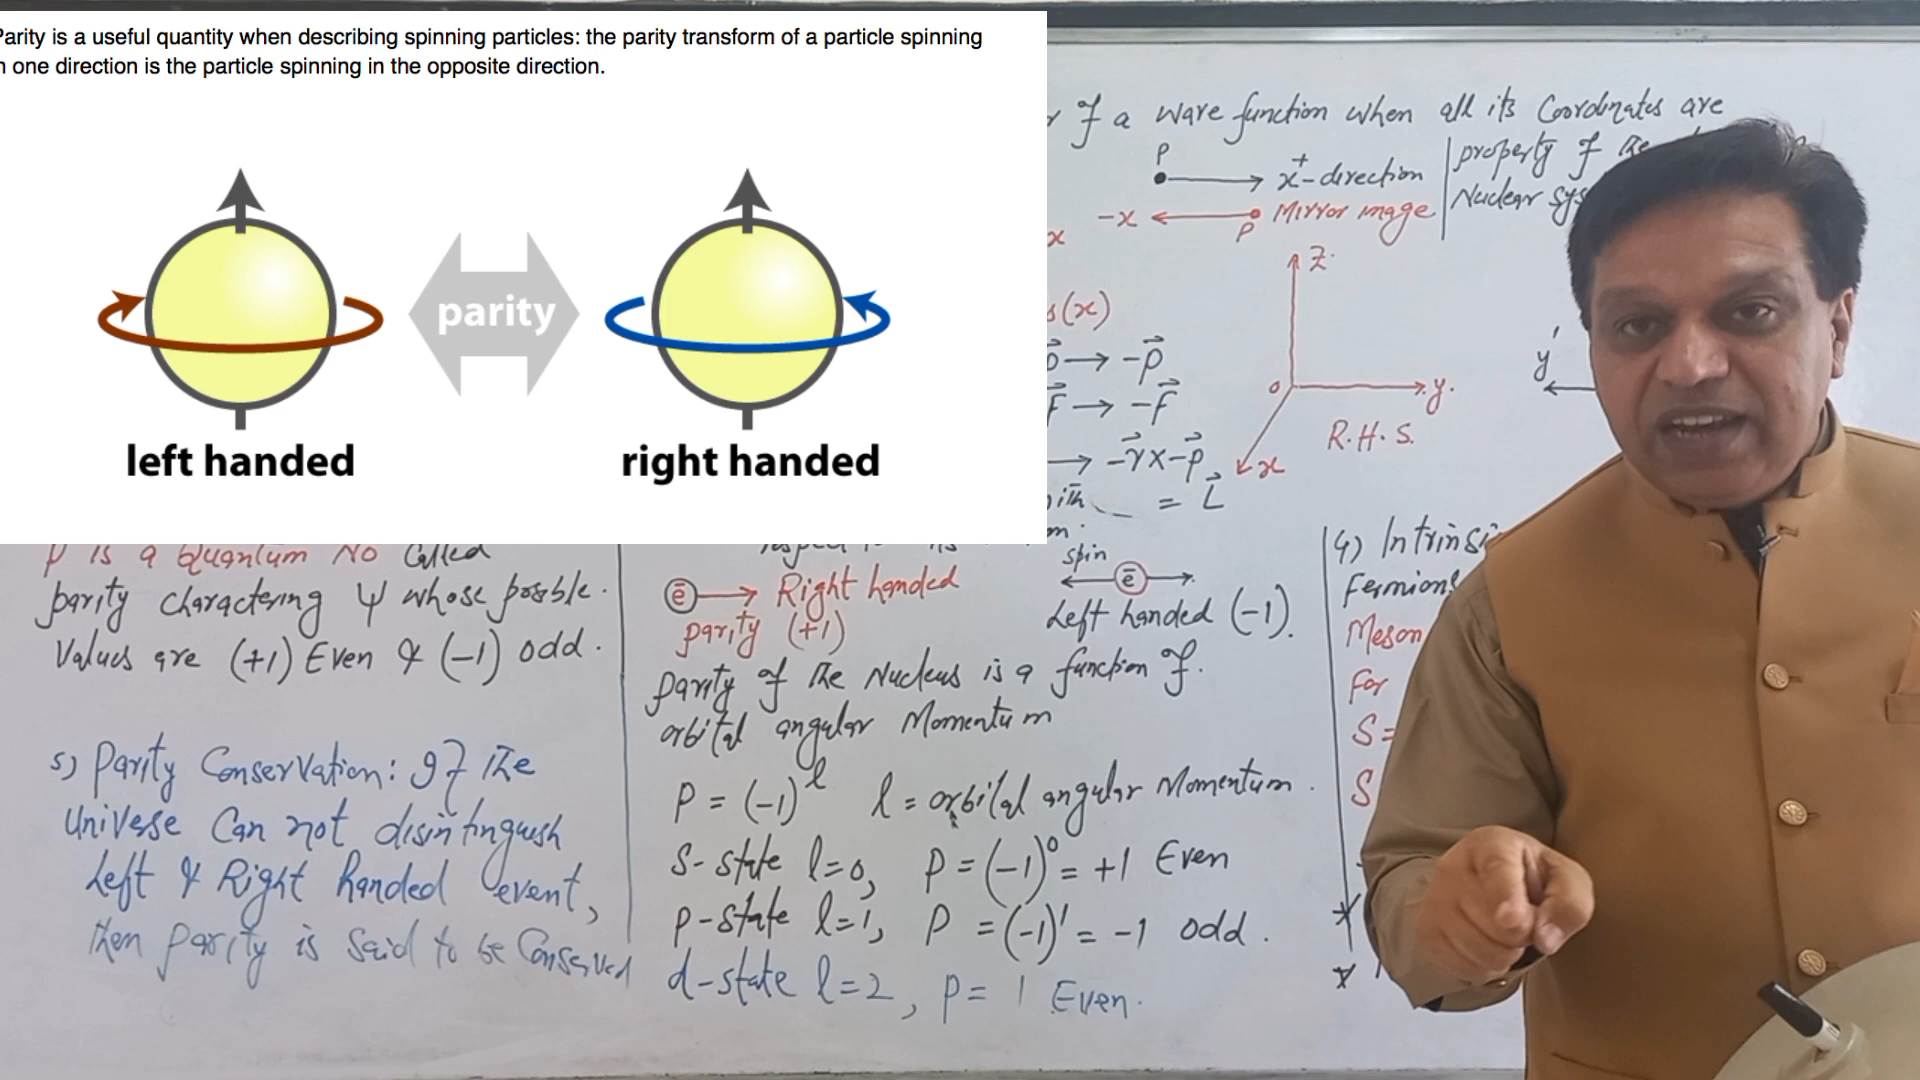 Parity is a useful quantity when describing spinning particles: the parity transform of a particle spinning
one direction is the particle spinning in the opposite direction.
parity
left handed
right handed
of a wave function when all its Coordinates are
P
+
x-direction
-x
Mirror image
P
property of The
Nuclear sys
x
s(x)
→ -p
F → -F
→ -r x -p
= L
Z
o
y
x
R.H.S.
y'
p is a Quantum No Called
parity charactering ψ whose possble
Values are (+1) Even & (-1) odd.
5) Parity Conservation: If The
Universe Can not disintinguish
Left & Right handed event,
then parity is said to be Conserved
ē → Right handed
parity (+1)
spin
ē
Left handed (-1).
parity of The Nucleus is a function of
orbital angular Momentum
P = (-1)^l   l = orbital angular Momentum.
S-state l=0, P = (-1)^0 = +1 Even
p-state l=1, P = (-1)^1 = -1 odd.
d-state l=2, P = 1 Even.
4) Intrinsi
Fermions
Meson
For
S=
S